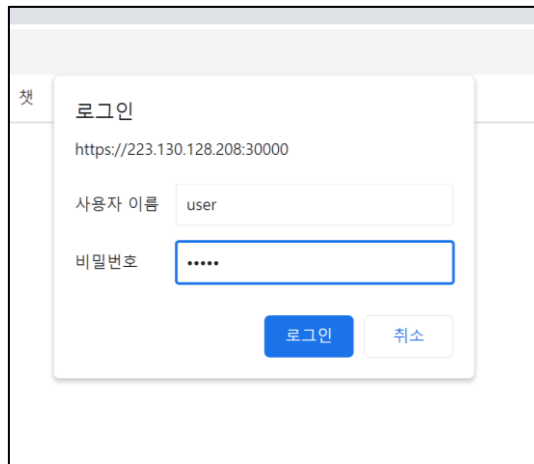 챗
로그인
https://223.130.128.208:30000
사용자 이름 user
비밀번호 •••••
로그인 취소